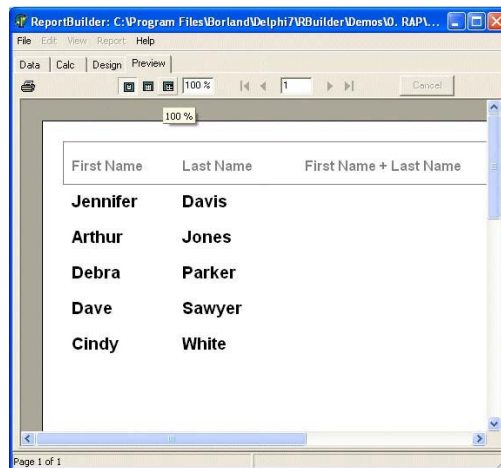 ReportBuilder: C:\Program Files\Borland\Delphi7\RBuilder\Demos\0. RAP\...
File Edit View Report Help
Data Calc Design Preview
100 % 1 Cancel
100 %
First Name Last Name First Name + Last Name
Jennifer Davis
Arthur Jones
Debra Parker
Dave Sawyer
Cindy White
Page 1 of 1